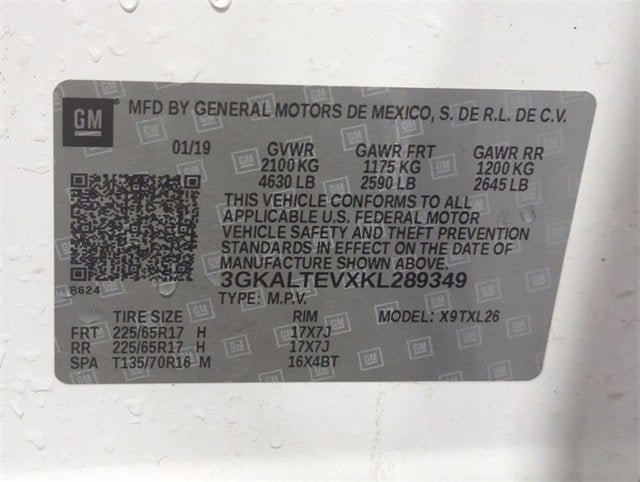 GM
MFD BY GENERAL MOTORS DE MEXICO, S. DE R.L. DE C.V.
01/19 GVWR GAWR FRT GAWR RR
2100 KG 1175 KG 1200 KG
4630 LB 2590 LB 2645 LB
THIS VEHICLE CONFORMS TO ALL
APPLICABLE U.S. FEDERAL MOTOR
VEHICLE SAFETY AND THEFT PREVENTION
STANDARDS IN EFFECT ON THE DATE OF
MANUFACTURE SHOWN ABOVE.
8624 3GKALTEVXKL289349
TYPE: M.P.V.
TIRE SIZE RIM MODEL: X9TXL26
FRT 225/65R17 H 17X7J
RR 225/65R17 H 17X7J
SPA T135/70R16 M 16X4BT